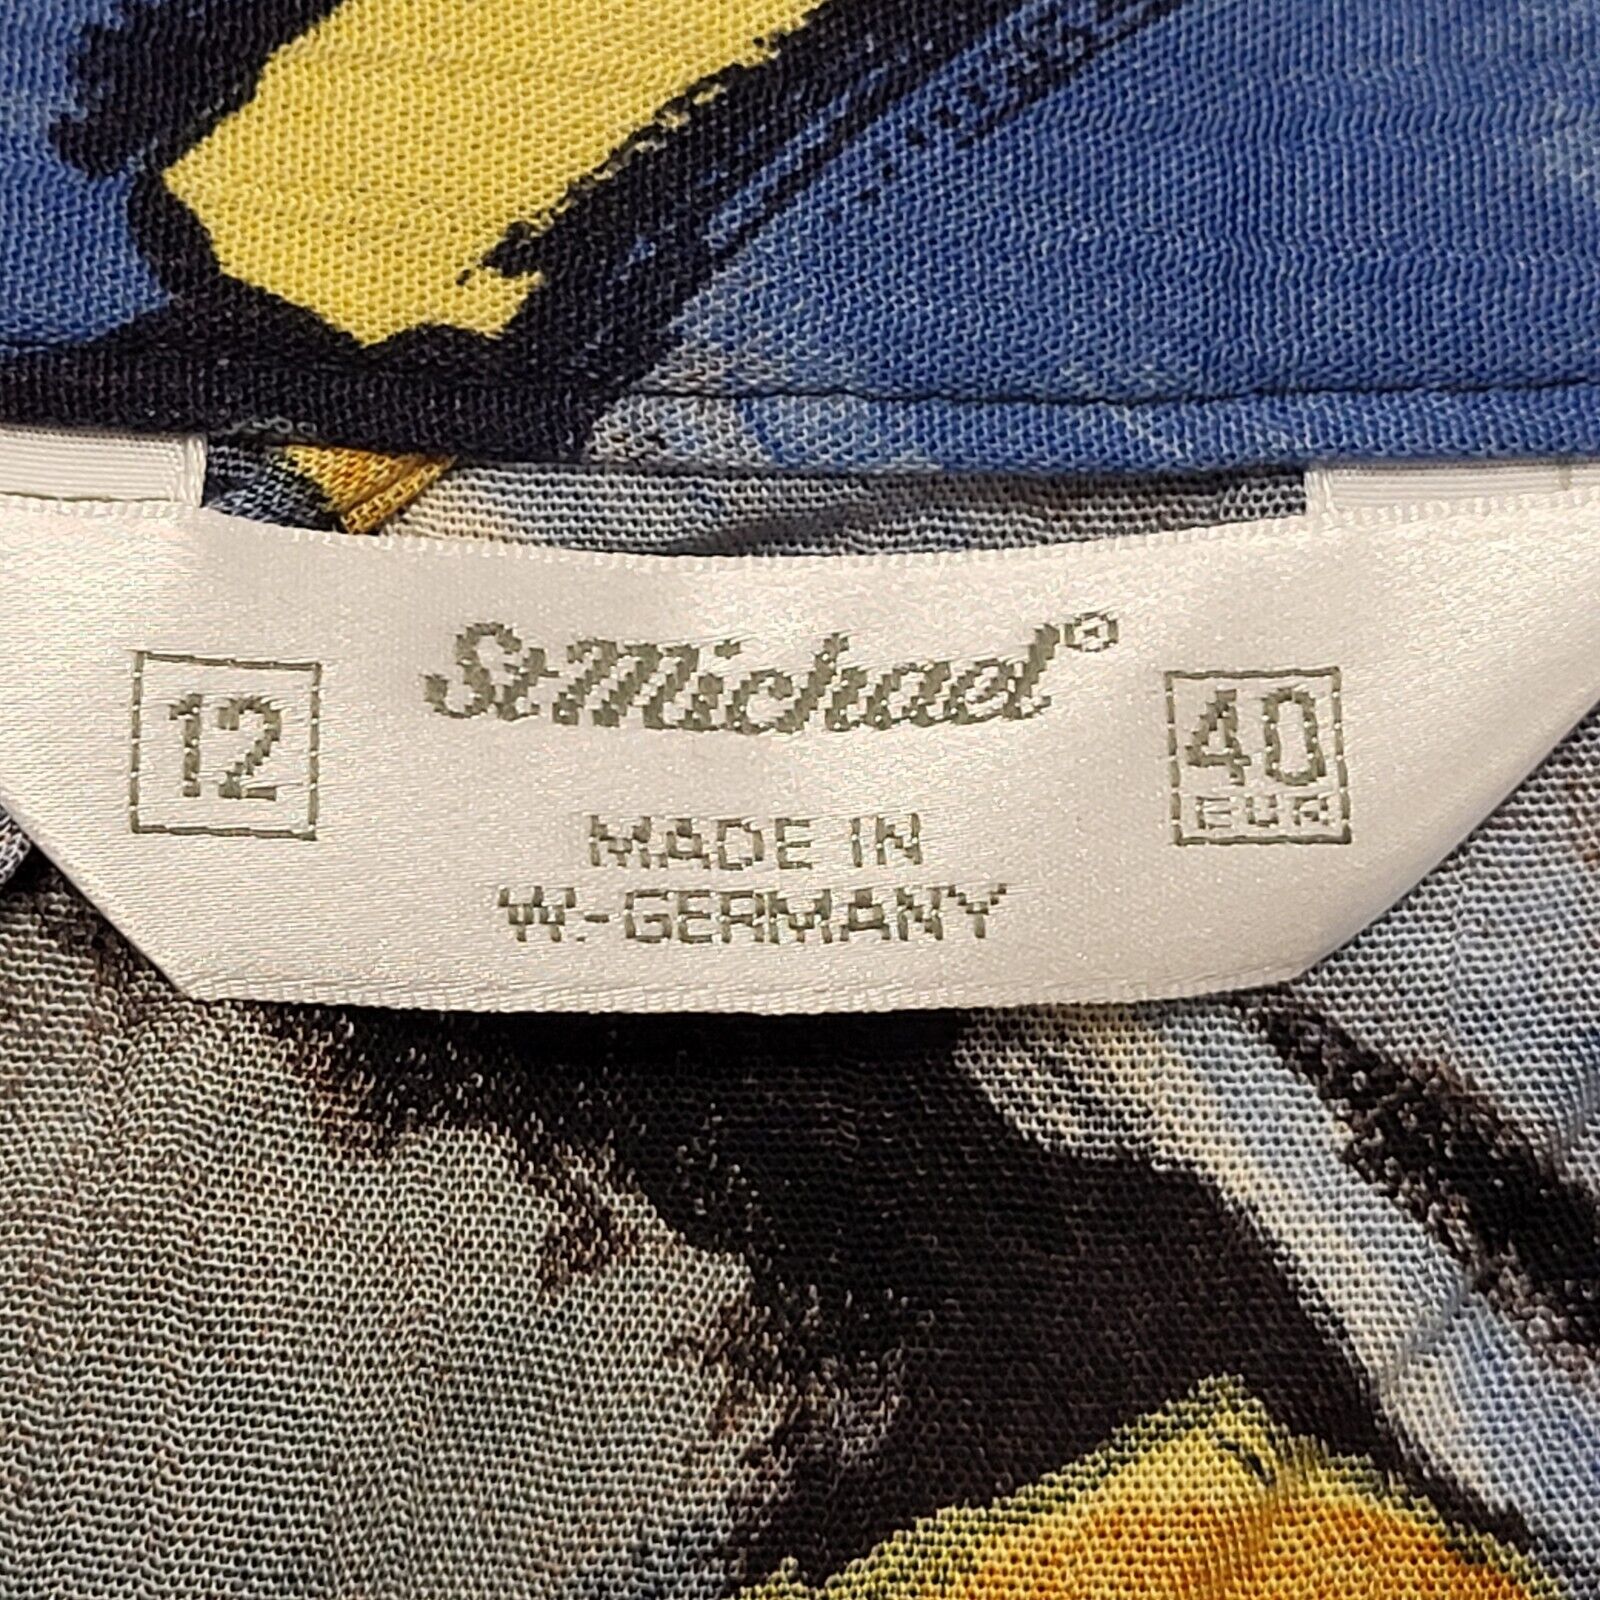 St Michael®
12
40
EUR
MADE IN
W.-GERMANY